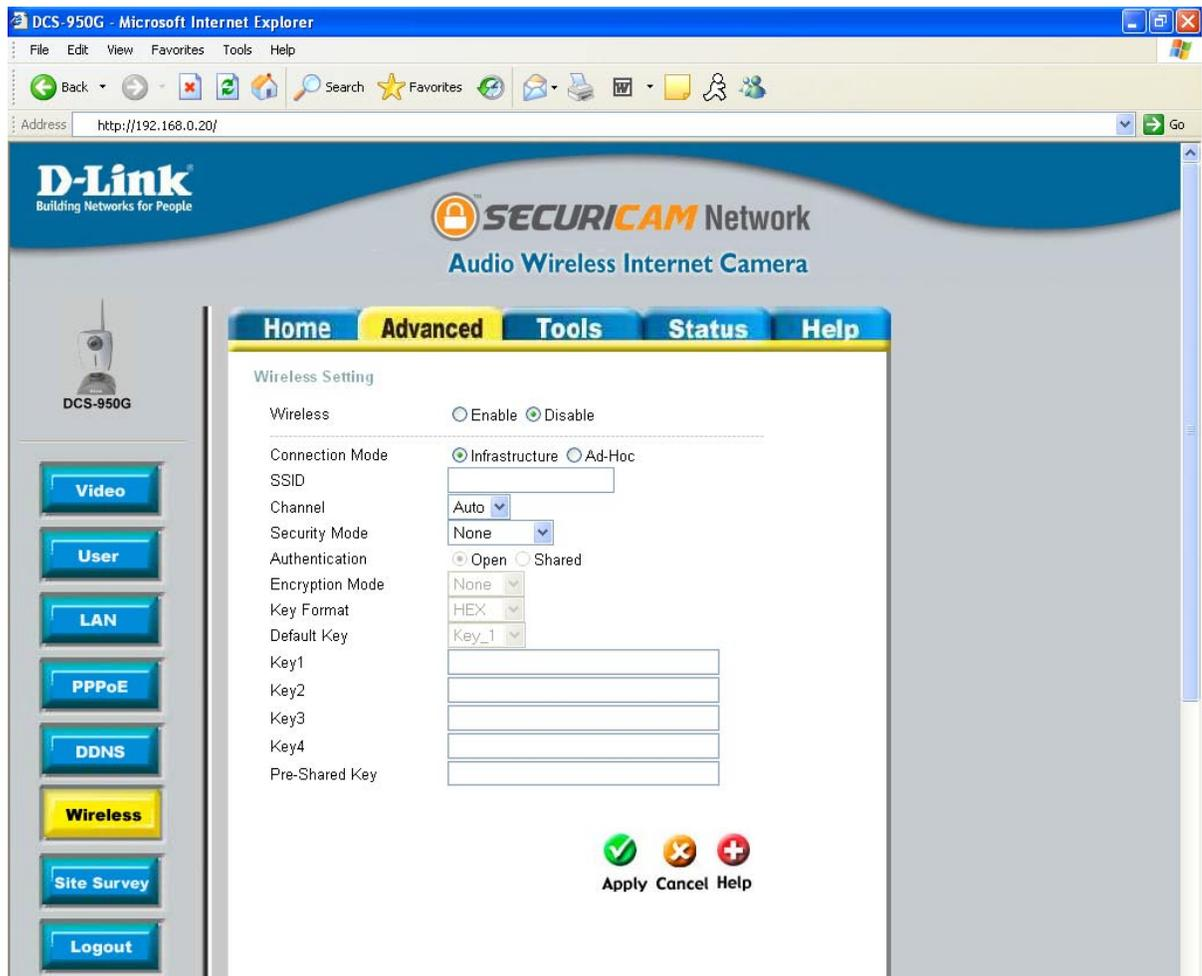 DCS-950G - Microsoft Internet Explorer
File Edit View Favorites Tools Help
Back Search Favorites
Address http://192.168.0.20/ Go
D-Link
Building Networks for People
SECURICAM Network
™
Audio Wireless Internet Camera
DCS-950G
Home Advanced Tools Status Help
Wireless Setting
Wireless Enable Disable
Connection Mode Infrastructure Ad-Hoc
SSID
Channel Auto
Security Mode None
Authentication Open Shared
Encryption Mode None
Key Format HEX
Default Key Key_1
Key1
Key2
Key3
Key4
Pre-Shared Key
Apply Cancel Help
Video
User
LAN
PPPoE
DDNS
Wireless
Site Survey
Logout